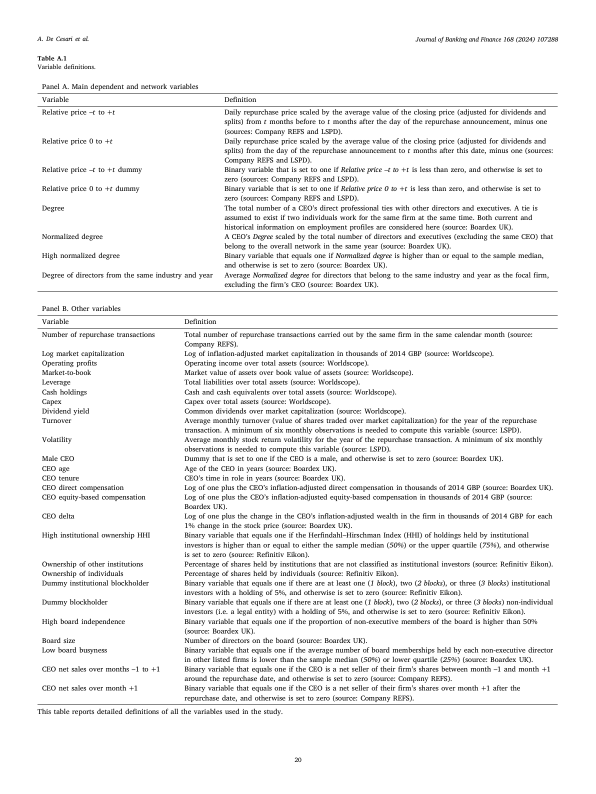 A. De Cesari et al.
Journal of Banking and Finance 168 (2024) 107288
Table A.1
Variable definitions.
Panel A. Main dependent and network variables
Variable Definition
Relative price –t to +t Daily repurchase price scaled by the average value of the closing price (adjusted for dividends and
splits) from t months before to t months after the day of the repurchase announcement, minus one
(sources: Company REFS and LSPD).
Relative price 0 to +t Daily repurchase price scaled by the average value of the closing price (adjusted for dividends and
splits) from the day of the repurchase announcement to t months after this date, minus one (sources:
Company REFS and LSPD).
Relative price –t to +t dummy Binary variable that is set to one if Relative price –t to +t is less than zero, and otherwise is set to
zero (sources: Company REFS and LSPD).
Relative price 0 to +t dummy Binary variable that is set to one if Relative price 0 to +t is less than zero, and otherwise is set to
zero (sources: Company REFS and LSPD).
Degree The total number of a CEO's direct professional ties with other directors and executives. A tie is
assumed to exist if two individuals work for the same firm at the same time. Both current and
historical information on employment profiles are considered here (source: Boardex UK).
Normalized degree A CEO's Degree scaled by the total number of directors and executives (excluding the same CEO) that
belong to the overall network in the same year (source: Boardex UK).
High normalized degree Binary variable that equals one if Normalized degree is higher than or equal to the sample median,
and otherwise is set to zero (source: Boardex UK).
Degree of directors from the same industry and year Average Normalized degree for directors that belong to the same industry and year as the focal firm,
excluding the firm's CEO (source: Boardex UK).
Panel B. Other variables
Variable Definition
Number of repurchase transactions Total number of repurchase transactions carried out by the same firm in the same calendar month (source:
Company REFS).
Log market capitalization Log of inflation-adjusted market capitalization in thousands of 2014 GBP (source: Worldscope).
Operating profits Operating income over total assets (source: Worldscope).
Market-to-book Market value of assets over book value of assets (source: Worldscope).
Leverage Total liabilities over total assets (source: Worldscope).
Cash holdings Cash and cash equivalents over total assets (source: Worldscope).
Capex Capex over total assets (source: Worldscope).
Dividend yield Common dividends over market capitalization (source: Worldscope).
Turnover Average monthly turnover (value of shares traded over market capitalization) for the year of the repurchase
transaction. A minimum of six monthly observations is needed to compute this variable (source: LSPD).
Volatility Average monthly stock return volatility for the year of the repurchase transaction. A minimum of six monthly
observations is needed to compute this variable (source: LSPD).
Male CEO Dummy that is set to one if the CEO is a male, and otherwise is set to zero (source: Boardex UK).
CEO age Age of the CEO in years (source: Boardex UK).
CEO tenure CEO's time in role in years (source: Boardex UK).
CEO direct compensation Log of one plus the CEO's inflation-adjusted direct compensation in thousands of 2014 GBP (source: Boardex UK).
CEO equity-based compensation Log of one plus the CEO's inflation-adjusted equity-based compensation in thousands of 2014 GBP (source:
Boardex UK).
CEO delta Log of one plus the change in the CEO's inflation-adjusted wealth in the firm in thousands of 2014 GBP for each
1% change in the stock price (source: Boardex UK).
High institutional ownership HHI Binary variable that equals one if the Herfindahl–Hirschman Index (HHI) of holdings held by institutional
investors is higher than or equal to either the sample median (50%) or the upper quartile (75%), and otherwise
is set to zero (source: Refinitiv Eikon).
Ownership of other institutions Percentage of shares held by institutions that are not classified as institutional investors (source: Refinitiv Eikon).
Ownership of individuals Percentage of shares held by individuals (source: Refinitiv Eikon).
Dummy institutional blockholder Binary variable that equals one if there are at least one (1 block), two (2 blocks), or three (3 blocks) institutional
investors with a holding of 5%, and otherwise is set to zero (source: Refinitiv Eikon).
Dummy blockholder Binary variable that equals one if there are at least one (1 block), two (2 blocks), or three (3 blocks) non-individual
investors (i.e. a legal entity) with a holding of 5%, and otherwise is set to zero (source: Refinitiv Eikon).
High board independence Binary variable that equals one if the proportion of non-executive members of the board is higher than 50%
(source: Boardex UK).
Board size Number of directors on the board (source: Boardex UK).
Low board busyness Binary variable that equals one if the average number of board memberships held by each non-executive director
in other listed firms is lower than the sample median (50%) or lower quartile (25%) (source: Boardex UK).
CEO net sales over months –1 to +1 Binary variable that equals one if the CEO is a net seller of their firm's shares between month –1 and month +1
around the repurchase date, and otherwise is set to zero (source: Company REFS).
CEO net sales over month +1 Binary variable that equals one if the CEO is a net seller of their firm's shares over month +1 after the
repurchase date, and otherwise is set to zero (source: Company REFS).
This table reports detailed definitions of all the variables used in the study.
20